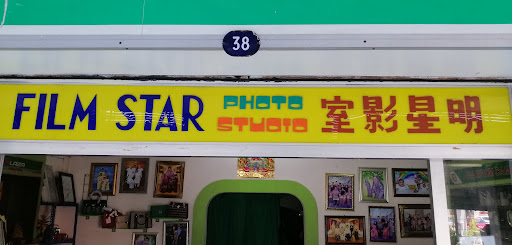 38
FILM STAR
PHOTO
STUDIO
明星影室